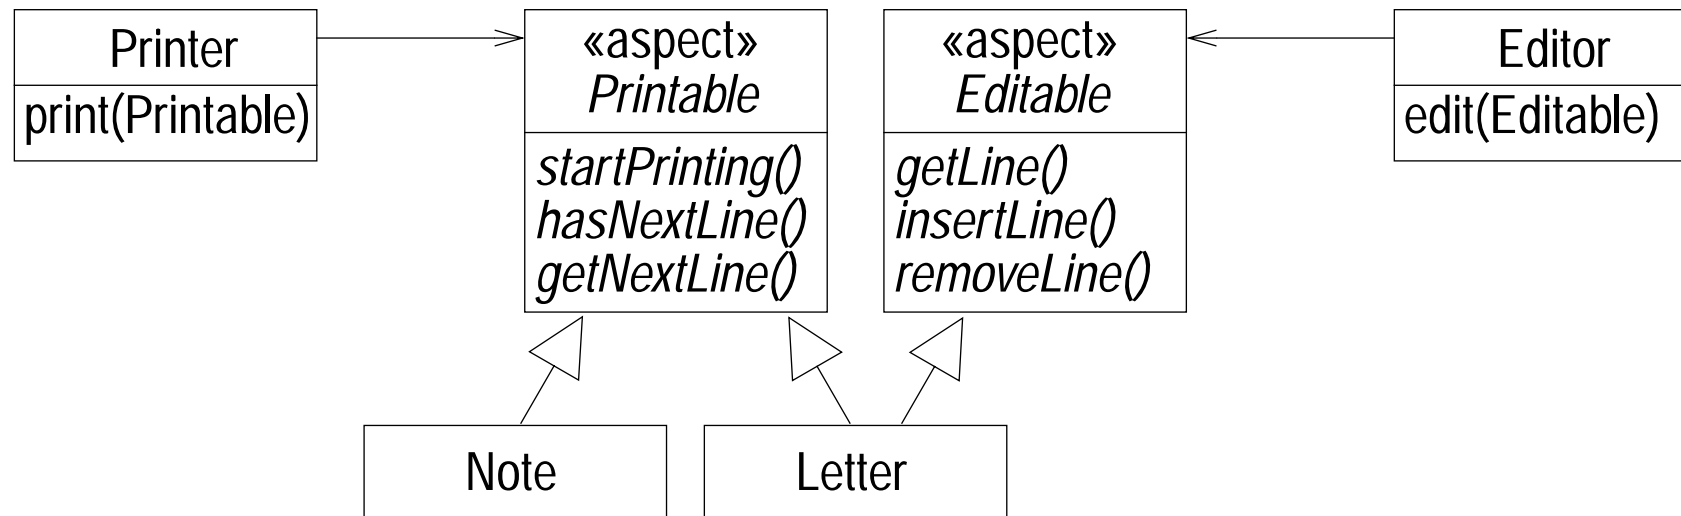 Printer
print(Printable)
«aspect»
Printable
startPrinting()
hasNextLine()
getNextLine()
«aspect»
Editable
getLine()
insertLine()
removeLine()
Editor
edit(Editable)
Note
Letter